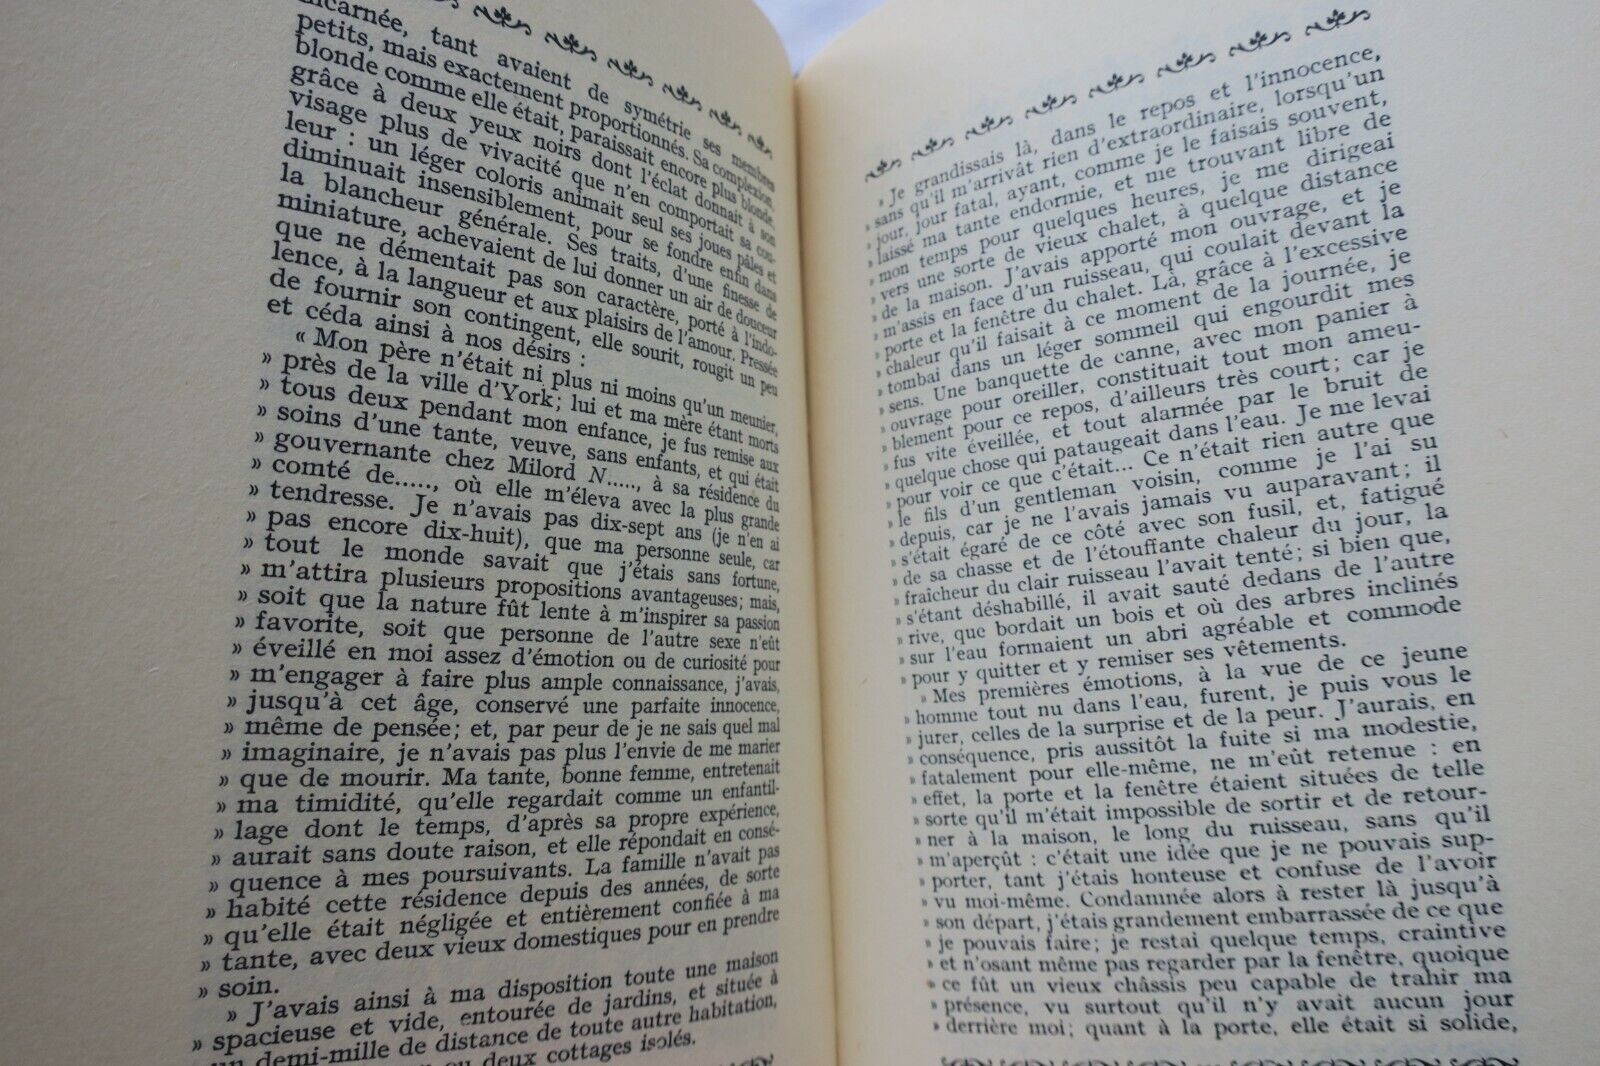 incarnée, tant avaient de symétrie ses membres
petits, mais exactement proportionnés. Sa complexion,
blonde comme elle était, paraissait encore plus blonde,
grâce à deux yeux noirs dont l'éclat donnait à son
visage plus de vivacité que n'en comportait sa cou-
leur : un léger coloris animait seul ses joues pâles et
diminuait insensiblement, pour se fondre enfin dans
la blancheur générale. Ses traits, d'une finesse de
miniature, achevaient de lui donner un air de douceur
que ne démentait pas son caractère, porté à l'indo-
lence, à la langueur et aux plaisirs de l'amour. Pressée
de fournir son contingent, elle sourit, rougit un peu
et céda ainsi à nos désirs :
« Mon père n'était ni plus ni moins qu'un meunier,
» près de la ville d'York; lui et ma mère étant morts
» tous deux pendant mon enfance, je fus remise aux
» soins d'une tante, veuve, sans enfants, et qui était
» gouvernante chez Milord N....., à sa résidence du
» comté de....., où elle m'éleva avec la plus grande
» tendresse. Je n'avais pas dix-sept ans (je n'en ai
» pas encore dix-huit), que ma personne seule, car
» tout le monde savait que j'étais sans fortune,
» m'attira plusieurs propositions avantageuses; mais,
» soit que la nature fût lente à m'inspirer sa passion
» favorite, soit que personne de l'autre sexe n'eût
» éveillé en moi assez d'émotion ou de curiosité pour
» m'engager à faire plus ample connaissance, j'avais,
» jusqu'à cet âge, conservé une parfaite innocence,
» même de pensée; et, par peur de je ne sais quel mal
» imaginaire, je n'avais pas plus l'envie de me marier
» que de mourir. Ma tante, bonne femme, entretenait
» ma timidité, qu'elle regardait comme un enfantil-
» lage dont le temps, d'après sa propre expérience,
» aurait sans doute raison, et elle répondait en consé-
» quence à mes poursuivants. La famille n'avait pas
» habité cette résidence depuis des années, de sorte
» qu'elle était négligée et entièrement confiée à ma
» tante, avec deux vieux domestiques pour en prendre
» soin.
» J'avais ainsi à ma disposition toute une maison
» spacieuse et vide, entourée de jardins, et située à
un demi-mille de distance de toute autre habitation,
ou deux cottages isolés.
» Je grandissais là, dans le repos et l'innocence,
» sans qu'il m'arrivât rien d'extraordinaire, lorsqu'un
» jour, jour fatal, ayant, comme je le faisais souvent,
» laissé ma tante endormie, et me trouvant libre de
» mon temps pour quelques heures, je me dirigeai
» vers une sorte de vieux chalet, à quelque distance
» de la maison. J'avais apporté mon ouvrage, et je
» m'assis en face d'un ruisseau, qui coulait devant la
» porte et la fenêtre du chalet. Là, grâce à l'excessive
» chaleur qu'il faisait à ce moment de la journée, je
» tombai dans un léger sommeil qui engourdit mes
» sens. Une banquette de canne, avec mon panier à
» ouvrage pour oreiller, constituait tout mon ameu-
» blement pour ce repos, d'ailleurs très court; car je
» fus vite éveillée, et tout alarmée par le bruit de
» quelque chose qui pataugeait dans l'eau. Je me levai
» pour voir ce que c'était... Ce n'était rien autre que
» le fils d'un gentleman voisin, comme je l'ai su
» depuis, car je ne l'avais jamais vu auparavant; il
» s'était égaré de ce côté avec son fusil, et, fatigué
» de sa chasse et de l'étouffante chaleur du jour, la
» fraîcheur du clair ruisseau l'avait tenté; si bien que,
» s'étant déshabillé, il avait sauté dedans de l'autre
» rive, que bordait un bois et où des arbres inclinés
» sur l'eau formaient un abri agréable et commode
» pour y quitter et y remiser ses vêtements.
» Mes premières émotions, à la vue de ce jeune
» homme tout nu dans l'eau, furent, je puis vous le
» jurer, celles de la surprise et de la peur. J'aurais, en
» conséquence, pris aussitôt la fuite si ma modestie,
» fatalement pour elle-même, ne m'eût retenue : en
» effet, la porte et la fenêtre étaient situées de telle
» sorte qu'il m'était impossible de sortir et de retour-
» ner à la maison, le long du ruisseau, sans qu'il
» m'aperçût : c'était une idée que je ne pouvais sup-
» porter, tant j'étais honteuse et confuse de l'avoir
» vu moi-même. Condamnée alors à rester là jusqu'à
» son départ, j'étais grandement embarrassée de ce que
» je pouvais faire; je restai quelque temps, craintive
» et n'osant même pas regarder par la fenêtre, quoique
» ce fût un vieux châssis peu capable de trahir ma
» présence, vu surtout qu'il n'y avait aucun jour
» derrière moi; quant à la porte, elle était si solide,